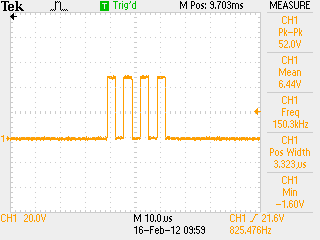 Tek Trig'd M Pos: 9.703ms MEASURE
CH1
Pk-Pk
52.0V
CH1
Mean
6.44V
CH1
Freq
150.3kHz
CH1
Pos Width
3.323µs
CH1
Min
-1.60V
1
CH1 20.0V M 10.0µs CH1 21.6V
16-Feb-12 09:59 825.476Hz